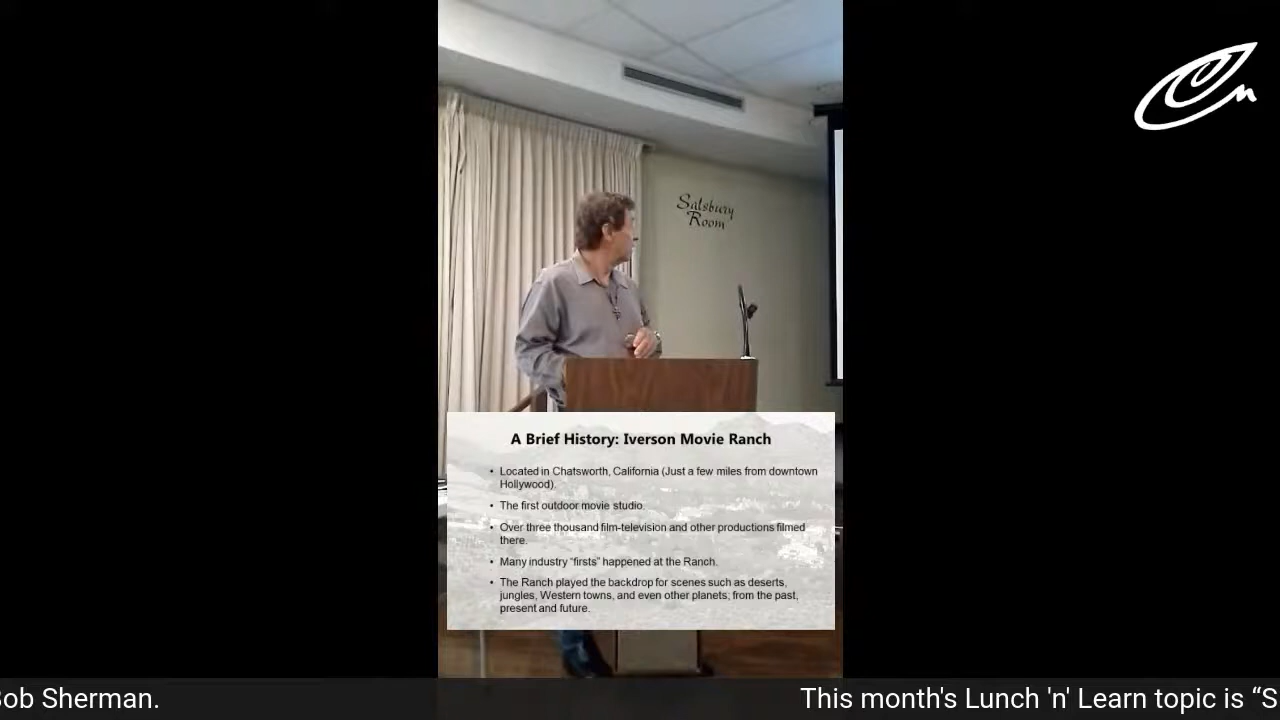 Salsbury
Room
A Brief History: Iverson Movie Ranch
• Located in Chatsworth, California (Just a few miles from downtown
Hollywood).
• The first outdoor movie studio.
• Over three thousand film-television and other productions filmed
there.
• Many industry “firsts” happened at the Ranch.
• The Ranch played the backdrop for scenes such as deserts,
jungles, Western towns, and even other planets; from the past,
present and future.
Bob Sherman. This month's Lunch 'n' Learn topic is “S